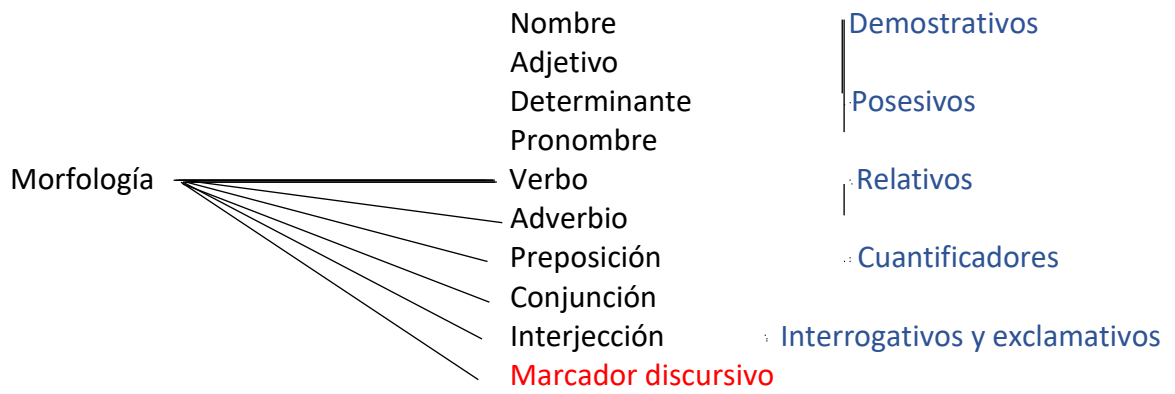 Nombre
Demostrativos
Adjetivo
Determinante
Posesivos
Pronombre
Morfología
Verbo
Relativos
Adverbio
Preposición
Cuantificadores
Conjunción
Interjección
Interrogativos y exclamativos
Marcador discursivo